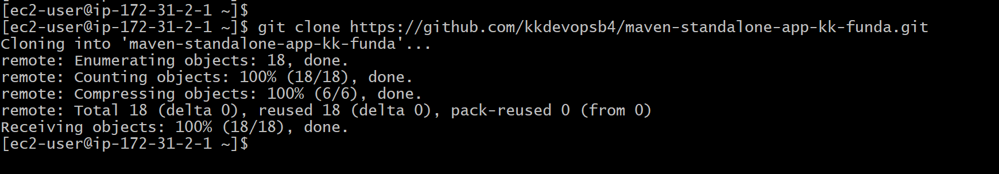 [ec2-user@ip-172-31-2-1 ~]$
[ec2-user@ip-172-31-2-1 ~]$ git clone https://github.com/kkdevopsb4/maven-standalone-app-kk-funda.git
Cloning into 'maven-standalone-app-kk-funda'...
remote: Enumerating objects: 18, done.
remote: Counting objects: 100% (18/18), done.
remote: Compressing objects: 100% (6/6), done.
remote: Total 18 (delta 0), reused 18 (delta 0), pack-reused 0 (from 0)
Receiving objects: 100% (18/18), done.
[ec2-user@ip-172-31-2-1 ~]$